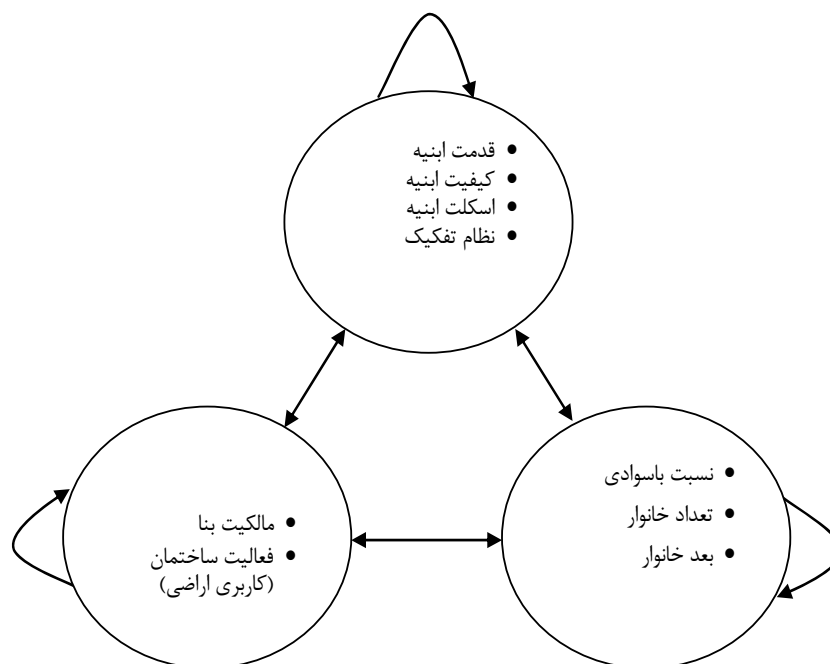 • قدمت ابنیه
• کیفیت ابنیه
• اسکلت ابنیه
• نظام تفکیک
• نسبت باسوادی
• تعداد خانوار
• بعد خانوار
• مالکیت بنا
• فعالیت ساختمان
(کاربری اراضی)